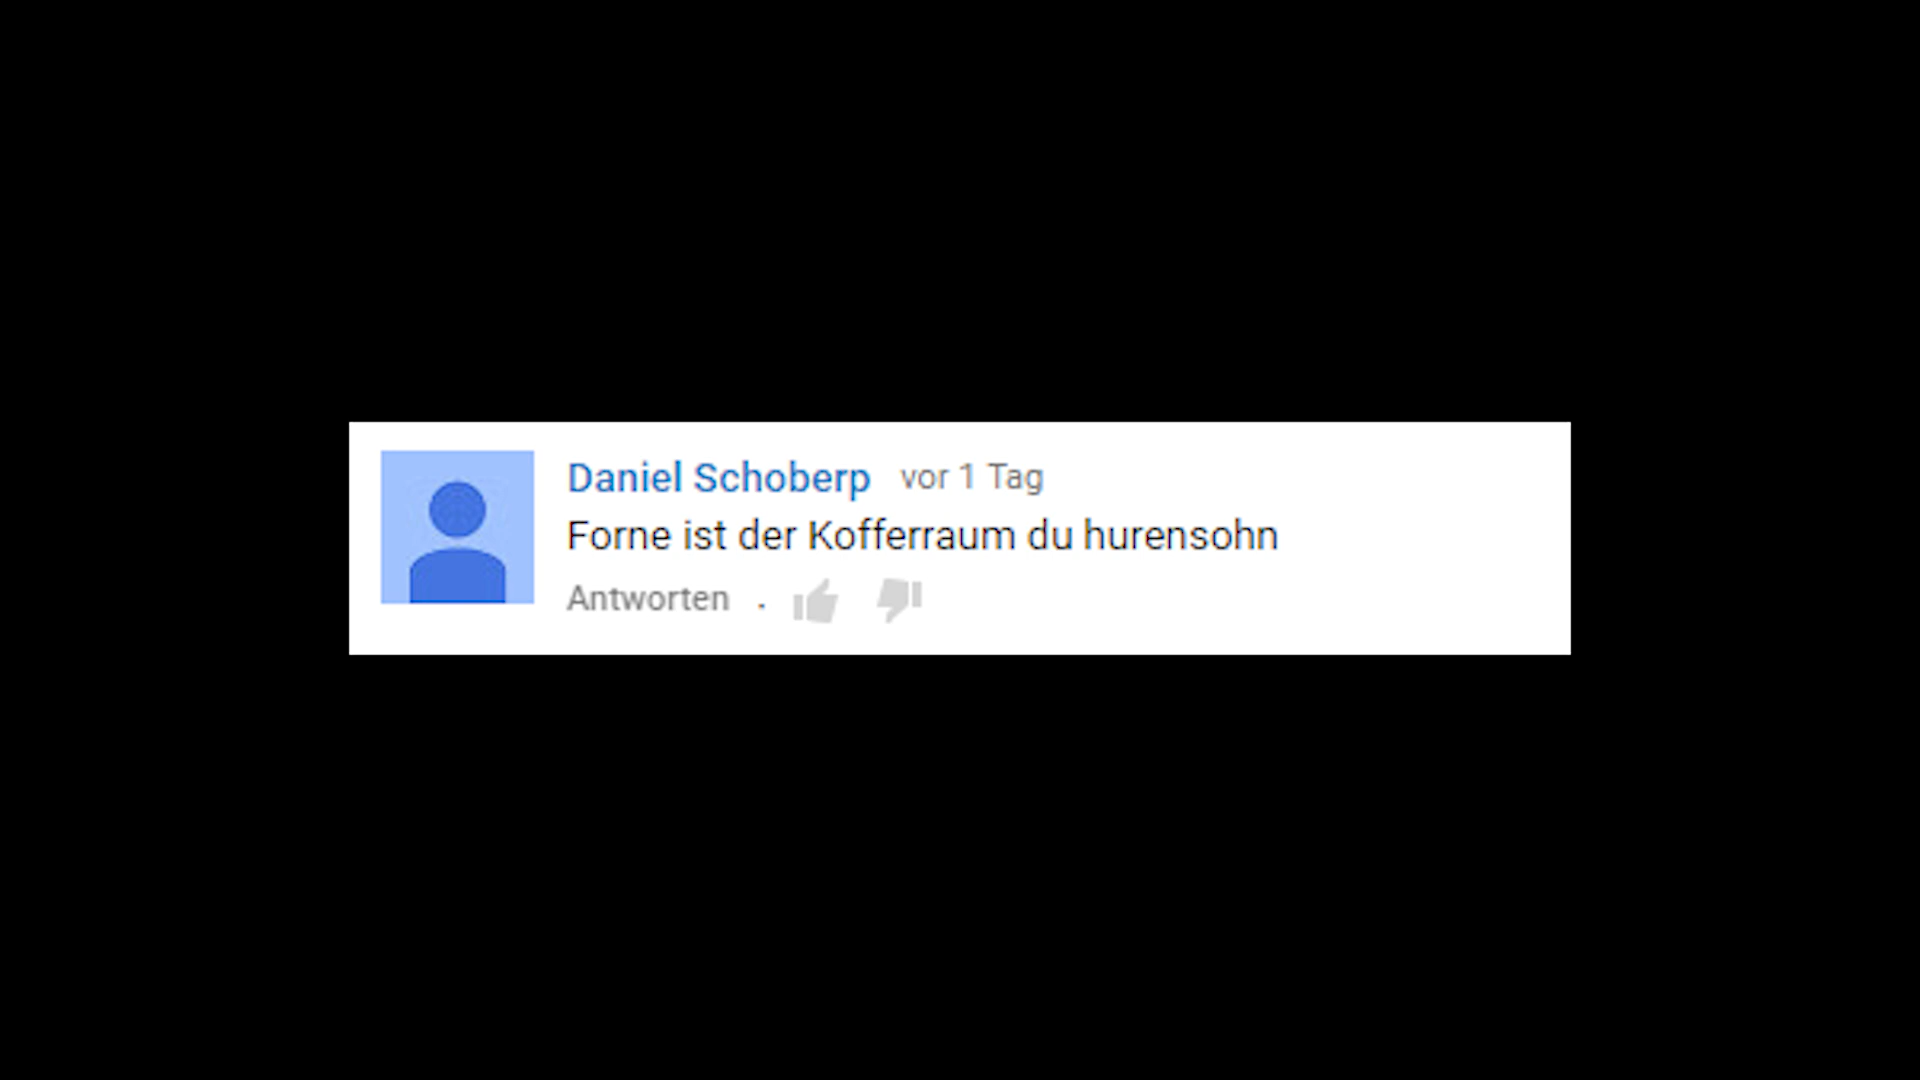 Daniel Schoberp vor 1 Tag
Forne ist der Kofferraum du hurensohn
Antworten .